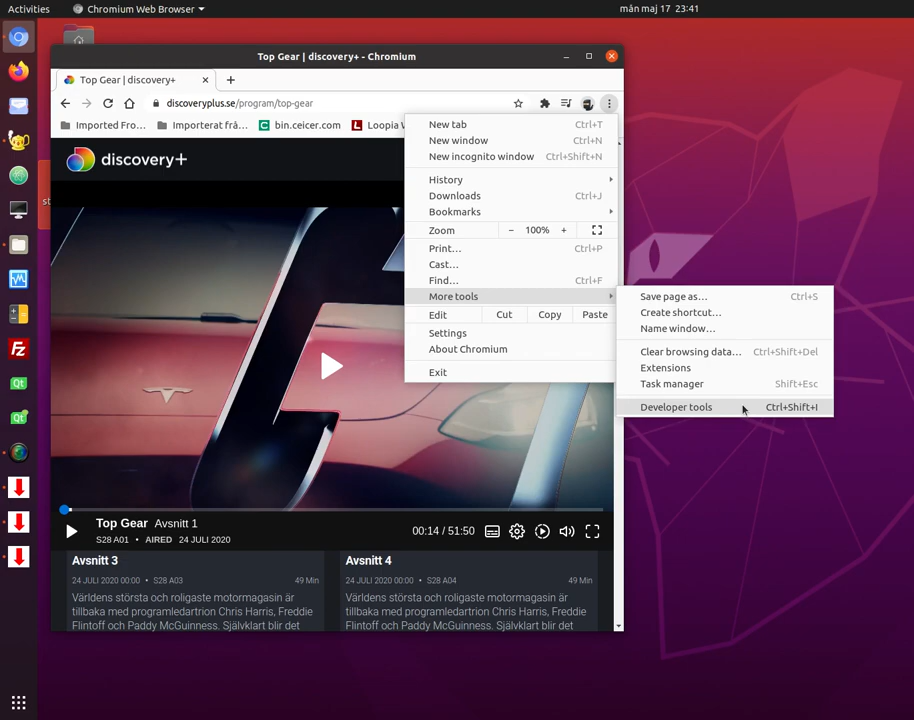 Activities
Chromium Web Browser
mån maj 17 23:41
Top Gear | discovery+ - Chromium
Top Gear | discovery+
discoveryplus.se/program/top-gear
Imported Fro…
Importerat frå…
bin.ceicer.com
Loopia
discovery+
New tab Ctrl+T
New window Ctrl+N
New incognito window Ctrl+Shift+N
History
Downloads Ctrl+J
Bookmarks
Zoom − 100% +
Print… Ctrl+P
Cast…
Find… Ctrl+F
More tools
Edit Cut Copy Paste
Settings
About Chromium
Exit
Save page as… Ctrl+S
Create shortcut…
Name window…
Clear browsing data… Ctrl+Shift+Del
Extensions
Task manager Shift+Esc
Developer tools Ctrl+Shift+I
Top Gear Avsnitt 1
S28 A01 • AIRED 24 JULI 2020
00:14 / 51:50
Avsnitt 3
24 JULI 2020 00:00 • S28 A03 49 Min
Världens största och roligaste motormagasin är
tillbaka med programledartrion Chris Harris, Freddie
Flintoff och Paddy McGuinness. Självklart blir det
Avsnitt 4
24 JULI 2020 00:00 • S28 A04 49 Min
Världens största och roligaste motormagasin är
tillbaka med programledartrion Chris Harris, Freddie
Flintoff och Paddy McGuinness. Självklart blir det
Fz
Qt
Qt